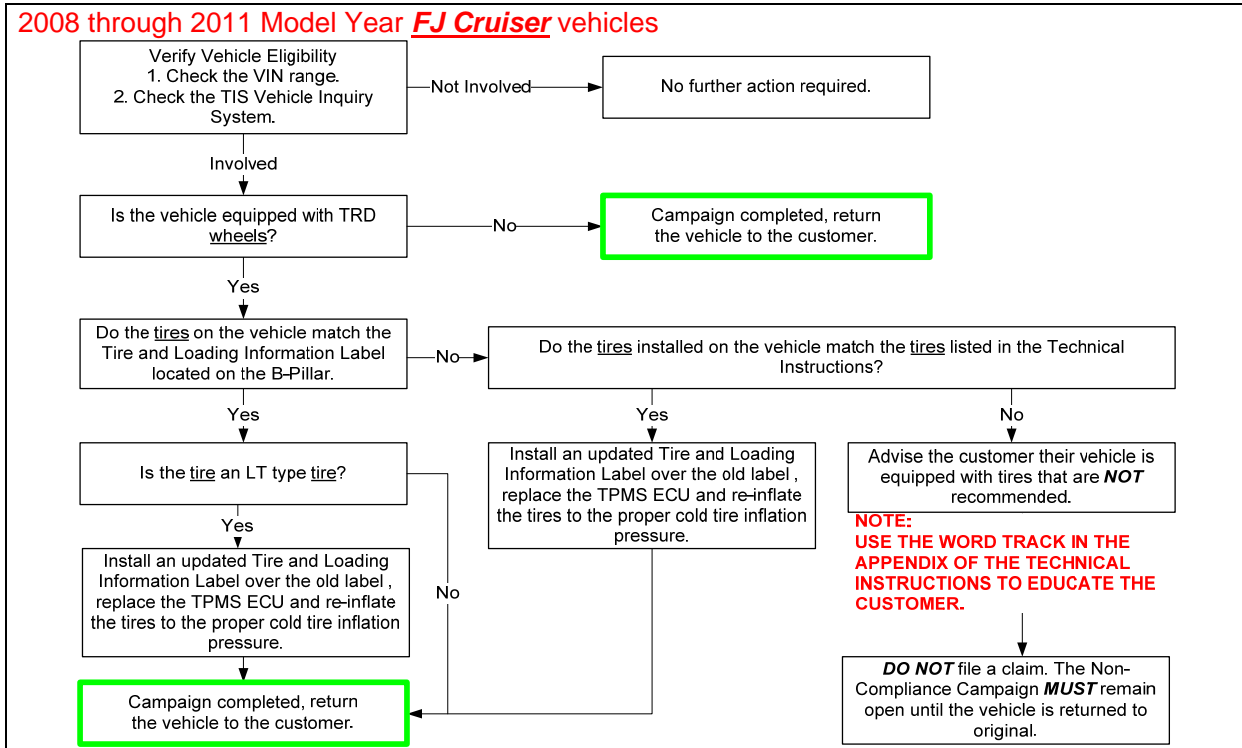 2008 through 2011 Model Year FJ Cruiser vehicles
Verify Vehicle Eligibility
1. Check the VIN range.
2. Check the TIS Vehicle Inquiry
System.
Not Involved
No further action required.
Involved
Is the vehicle equipped with TRD
wheels?
No
Campaign completed, return
the vehicle to the customer.
Yes
Do the tires on the vehicle match the
Tire and Loading Information Label
located on the B-Pillar.
No
Do the tires installed on the vehicle match the tires listed in the Technical
Instructions?
Yes
Is the tire an LT type tire?
Yes
Install an updated Tire and Loading
Information Label over the old label ,
replace the TPMS ECU and re-inflate
the tires to the proper cold tire inflation
pressure.
No
Yes
Install an updated Tire and Loading
Information Label over the old label ,
replace the TPMS ECU and re-inflate
the tires to the proper cold tire inflation
pressure.
Campaign completed, return
the vehicle to the customer.
No
Advise the customer their vehicle is
equipped with tires that are NOT
recommended.
NOTE:
USE THE WORD TRACK IN THE
APPENDIX OF THE TECHNICAL
INSTRUCTIONS TO EDUCATE THE
CUSTOMER.
DO NOT file a claim. The Non-
Compliance Campaign MUST remain
open until the vehicle is returned to
original.